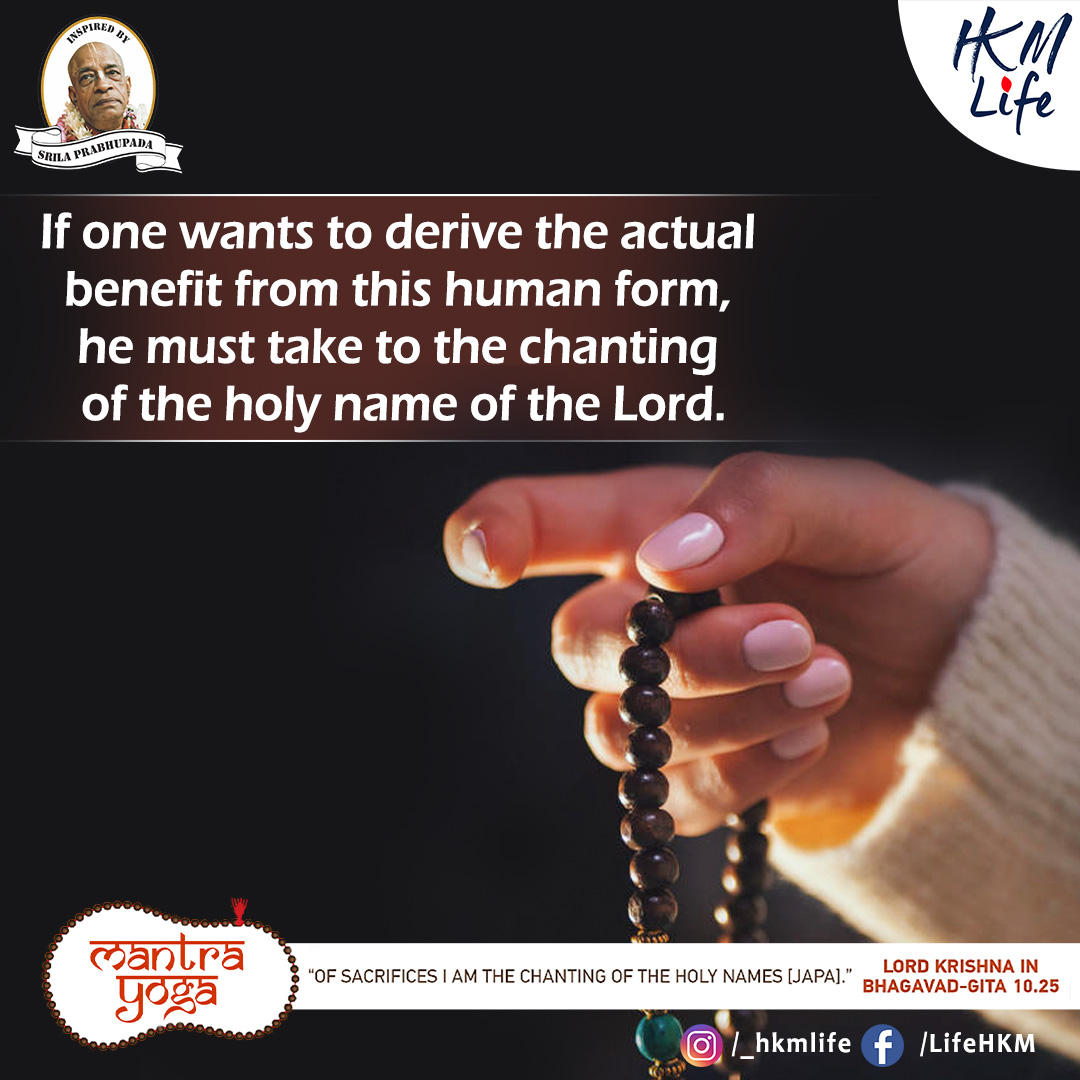 INSPIRED BY
SRILA PRABHUPADA
HKM
Life
If one wants to derive the actual
benefit from this human form,
he must take to the chanting
of the holy name of the Lord.
mantra
yoga
“OF SACRIFICES I AM THE CHANTING OF THE HOLY NAMES [JAPA].”
LORD KRISHNA IN
BHAGAVAD-GITA 10.25
/_hkmlife
/LifeHKM